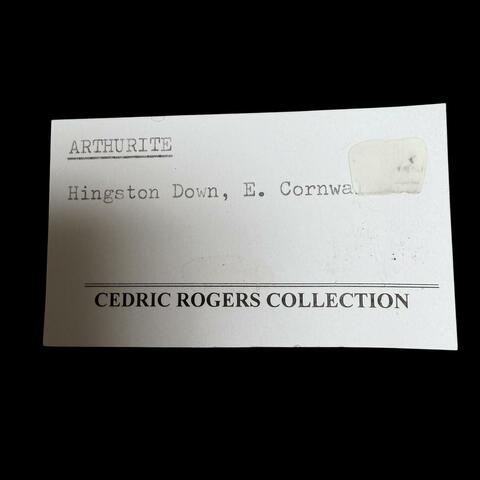 ARTHURITE
Hingston Down, E. Cornwa
CEDRIC ROGERS COLLECTION